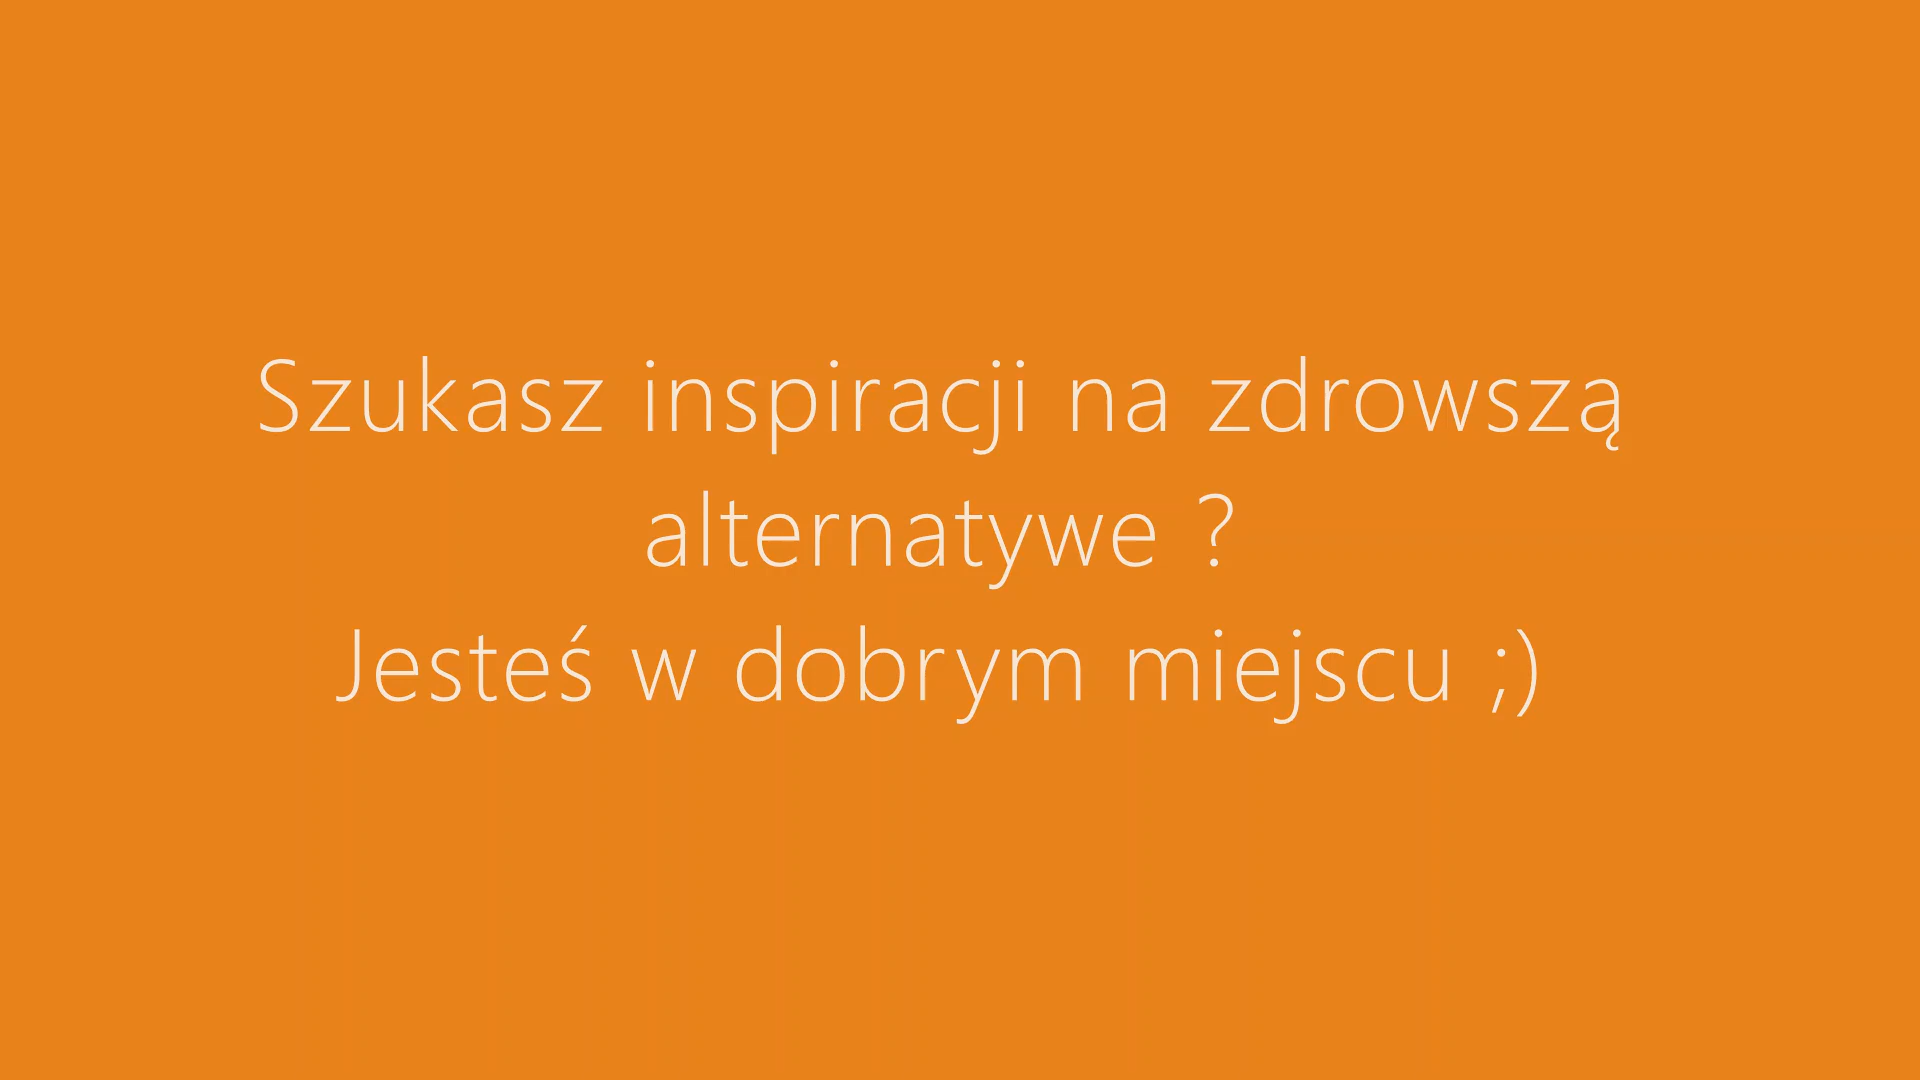 Szukasz inspiracji na zdrowszą
alternatywe ?
Jesteś w dobrym miejscu ;)